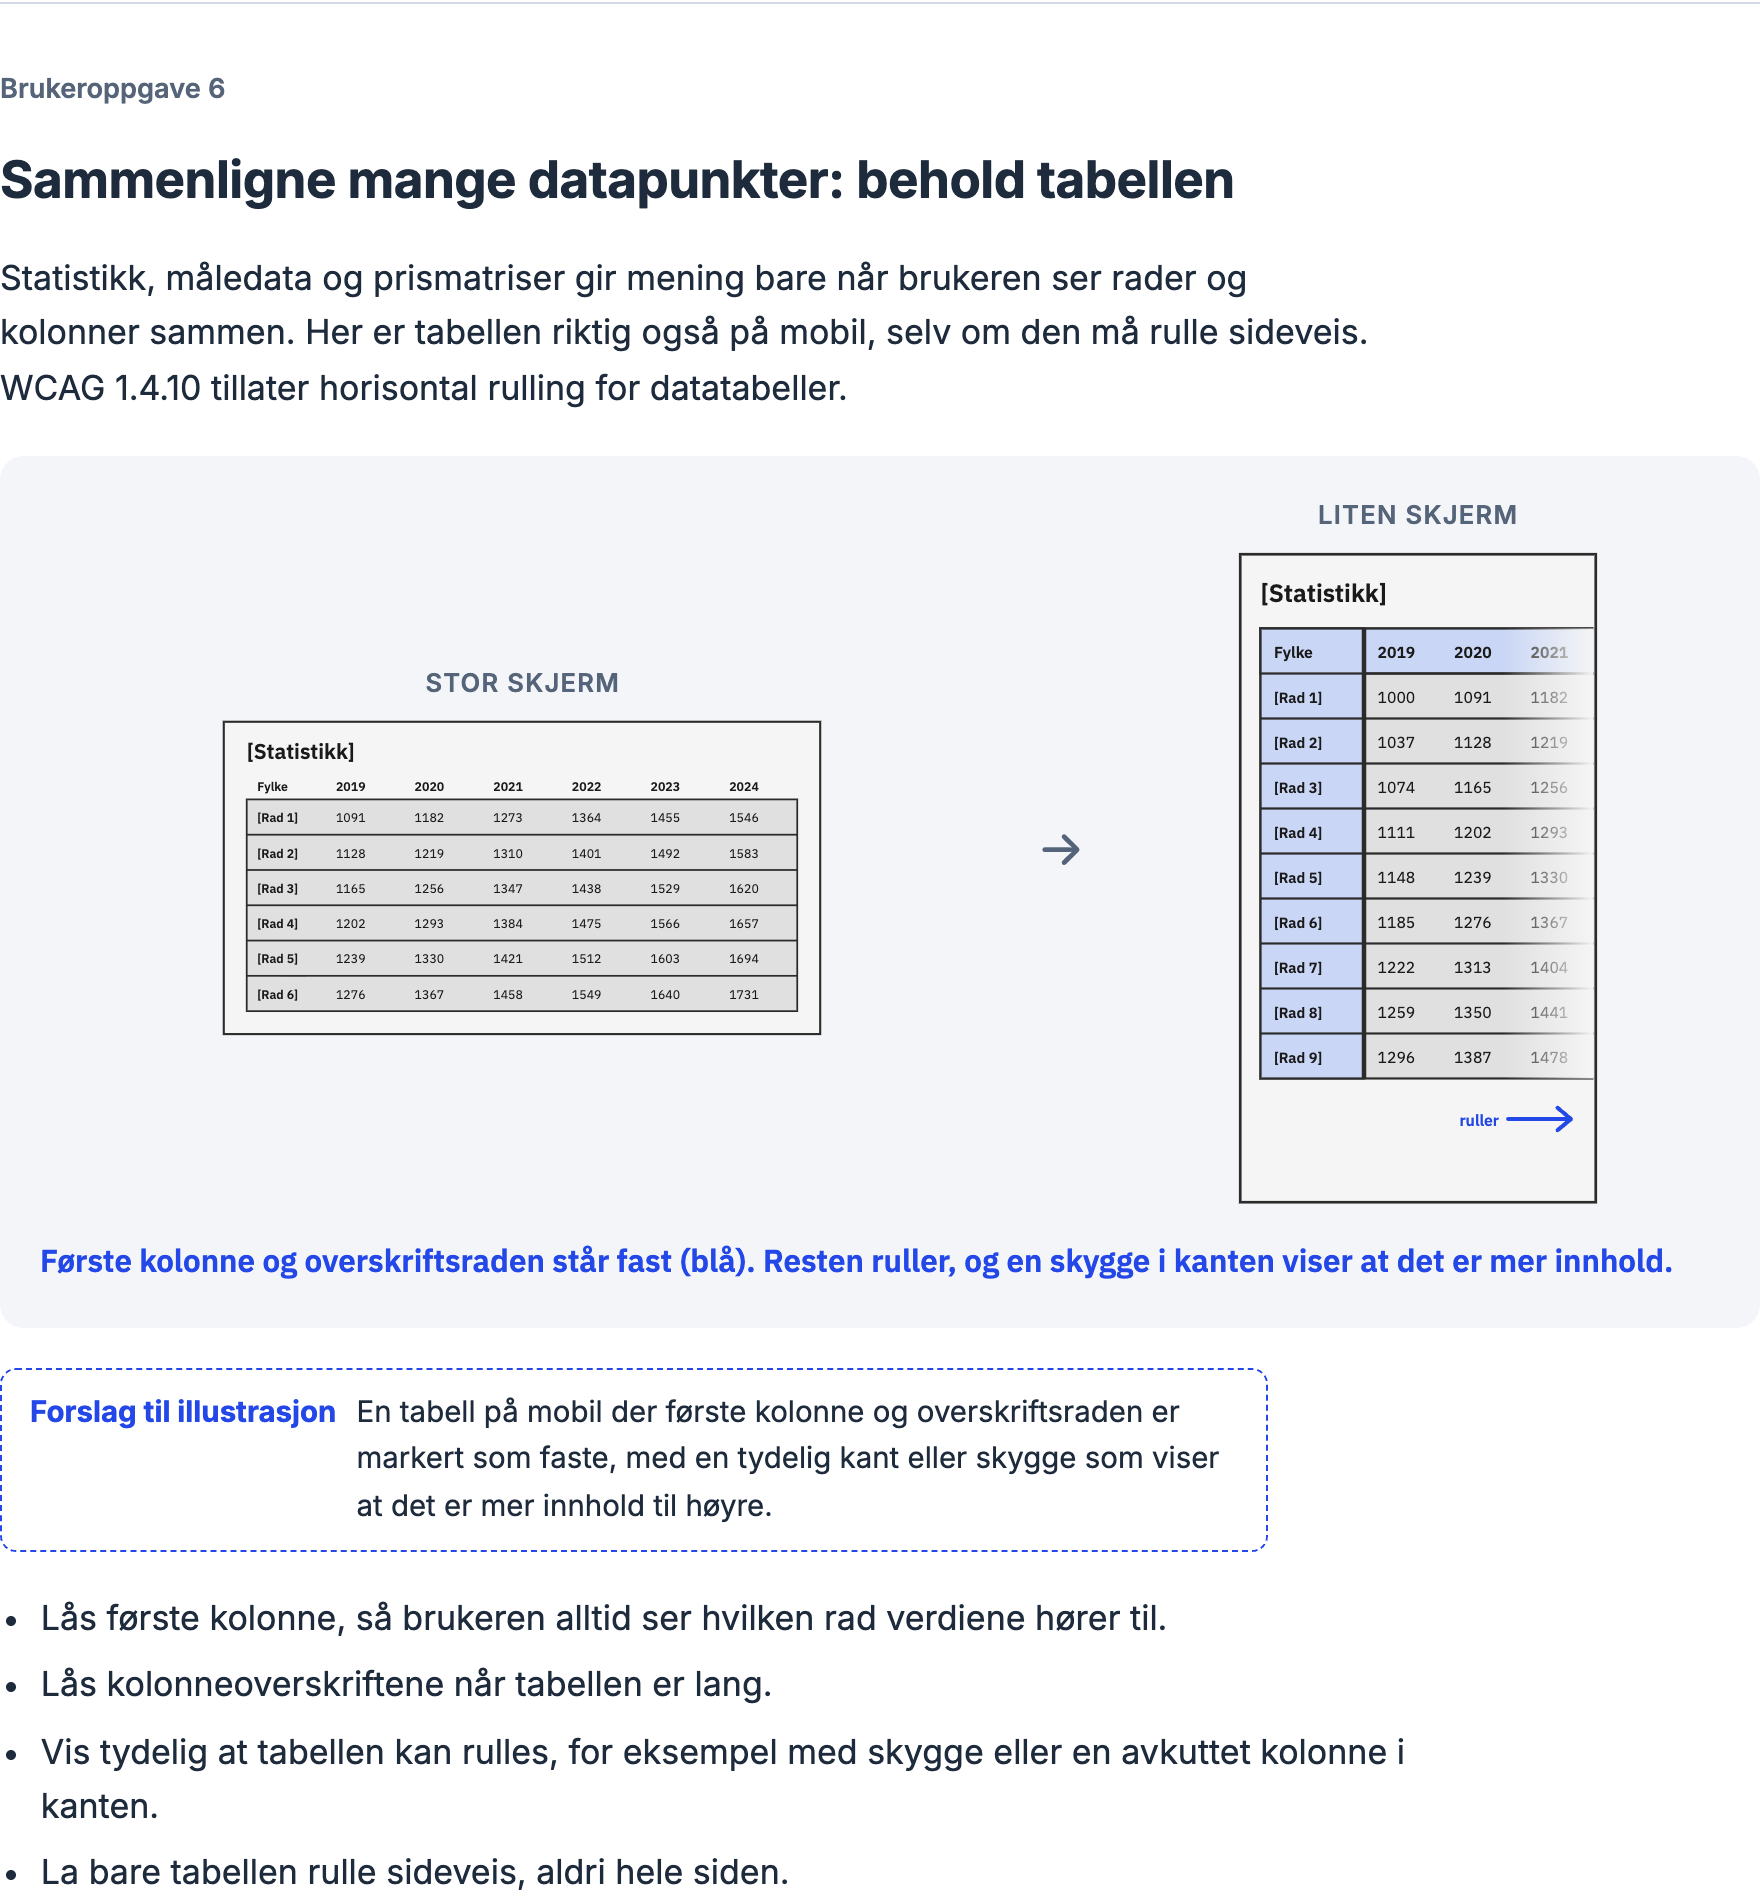 Brukeroppgave 6
Sammenligne mange datapunkter: behold tabellen
Statistikk, måledata og prismatriser gir mening bare når brukeren ser rader og
kolonner sammen. Her er tabellen riktig også på mobil, selv om den må rulle sideveis.
WCAG 1.4.10 tillater horisontal rulling for datatabeller.
STOR SKJERM
[Statistikk]
Fylke 2019 2020 2021 2022 2023 2024
[Rad 1] 1091 1182 1273 1364 1455 1546
[Rad 2] 1128 1219 1310 1401 1492 1583
[Rad 3] 1165 1256 1347 1438 1529 1620
[Rad 4] 1202 1293 1384 1475 1566 1657
[Rad 5] 1239 1330 1421 1512 1603 1694
[Rad 6] 1276 1367 1458 1549 1640 1731
LITEN SKJERM
[Statistikk]
Fylke 2019 2020 2021
[Rad 1] 1000 1091 1182
[Rad 2] 1037 1128 1219
[Rad 3] 1074 1165 1256
[Rad 4] 1111 1202 1293
[Rad 5] 1148 1239 1330
[Rad 6] 1185 1276 1367
[Rad 7] 1222 1313 1404
[Rad 8] 1259 1350 1441
[Rad 9] 1296 1387 1478
ruller
Første kolonne og overskriftsraden står fast (blå). Resten ruller, og en skygge i kanten viser at det er mer innhold.
Forslag til illustrasjon En tabell på mobil der første kolonne og overskriftsraden er
markert som faste, med en tydelig kant eller skygge som viser
at det er mer innhold til høyre.
• Lås første kolonne, så brukeren alltid ser hvilken rad verdiene hører til.
• Lås kolonneoverskriftene når tabellen er lang.
• Vis tydelig at tabellen kan rulles, for eksempel med skygge eller en avkuttet kolonne i
kanten.
• La bare tabellen rulle sideveis, aldri hele siden.